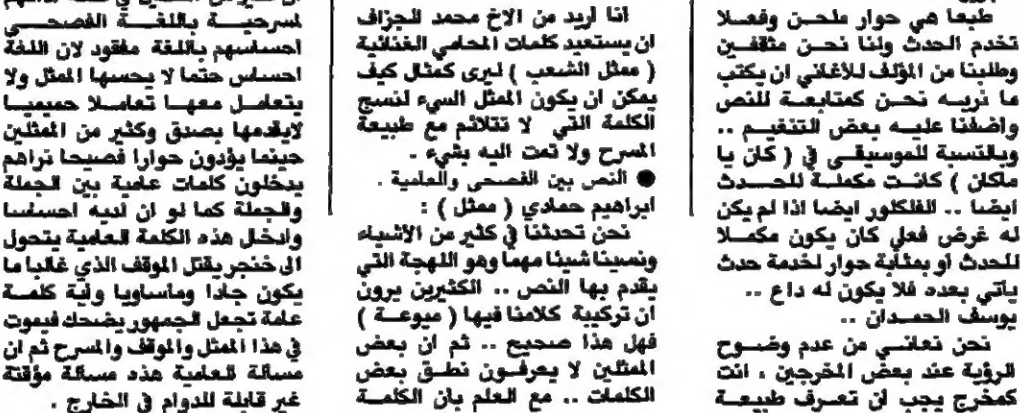 طبعا هي حوار ملحن وفعلا
تخدم الحدث ولنا نحن مثقفين
وطلبنا من المؤلف للأغاني ان يكتب
ما نريه نحن كمتابعة للنص
واضفنا عليه بعض التنغيم ..
وبالنسبة للموسيقى في ( كان يا
ماكان ) كانت مكملة للحدث
ايضا .. الفلكلور ايضا اذا لم يكن
له غرض فعلي كان يكون مكملا
للحدث أو بمثابة حوار لخدمة حدث
ياتي بعده فلا يكون له داع ..
يوسف الحمدان ..
نحن نعاني من عدم وضوح
الرؤية عند بعض المخرجين ، انت
كمخرج يجب ان تعرف طبيعة
انا اريد من الاخ محمد الجزاف
ان يستعيد كلمات المحامي الغنائية
( ممثل الشعب ) ليرى كمثال كيف
يمكن ان يكون الممثل السيء لنسج
الكلمة التي لا تتلائم مع طبيعة
المسرح ولا تمت اليه بشيء .
● النص بين الفصحى والعامية .
ابراهيم حمادي ( ممثل ) :
نحن تحدثنا في كثير من الأشياء
ونسينا شيئا مهما وهو اللهجة التي
يقدم بها النص .. الكثيرين يرون
ان تركيبة كلامنا فيها ( ميوعة )
فهل هذا صحيح .. ثم ان بعض
الممثلين لا يعرفون نطق بعض
الكلمات .. مع العلم بان الكلمة
لمسرحية باللغة الفصحى
احساسهم باللغة مفقود لان اللغة
احساس حتما لا يحسها الممثل ولا
يتعامل معها تعاملا حميميا
لايقدمها بصدق وكثير من الممثلين
حينما يؤدون حوارا فصيحا نراهم
يدخلون كلمات عامية بين الجملة
والجملة كما لو ان لديه احساسا
وادخل هذه الكلمة العامية يتحول
الى خنجر يقتل الموقف الذي غالبا ما
يكون جادا وماساويا واية كلمة
عامة تجعل الجمهور يضحك فيموت
في هذا الممثل والموقف والمسرح ثم ان
مسالة العامية هذه مسالة مؤقتة
غير قابلة للدوام في الخارج .